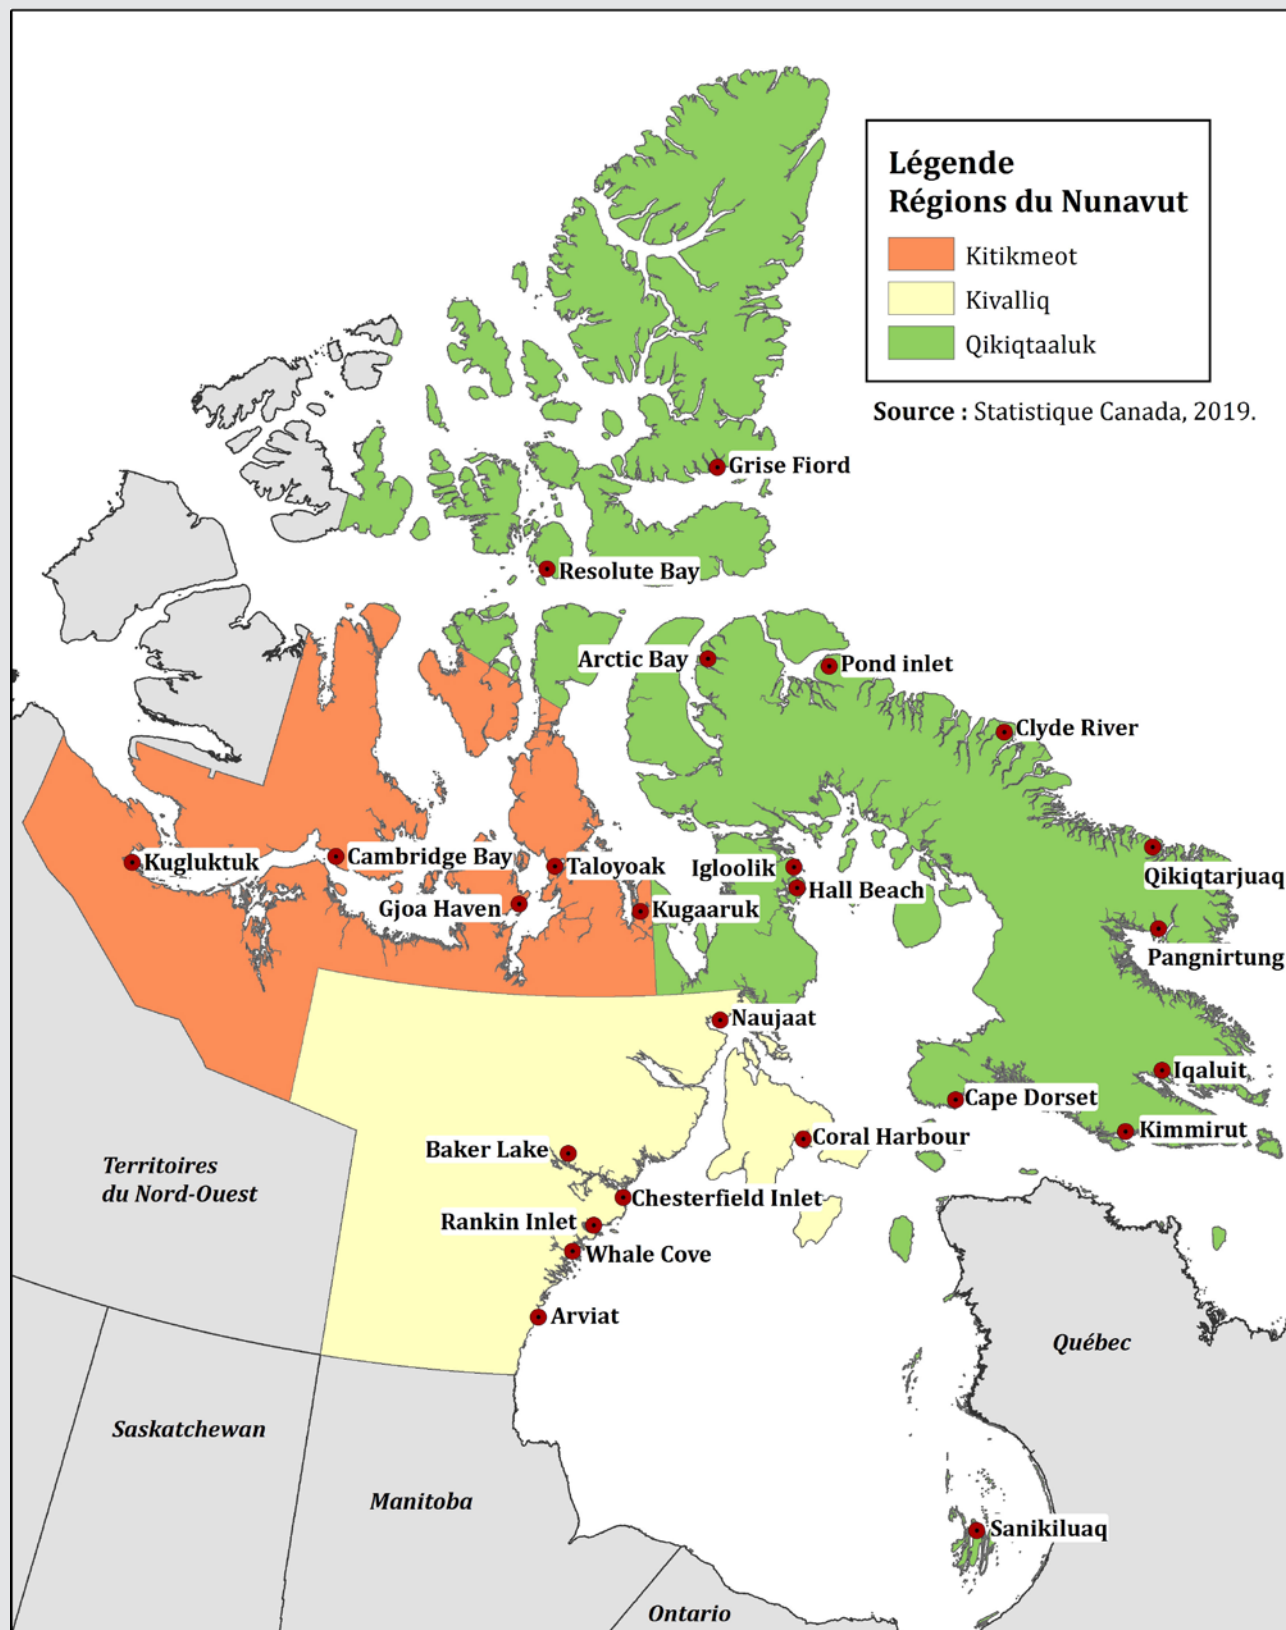 Légende
Régions du Nunavut
Kitikmeot
Kivalliq
Qikiqtaaluk
Source : Statistique Canada, 2019.
Grise Fiord
Resolute Bay
Arctic Bay
Pond inlet
Clyde River
Kugluktuk
Cambridge Bay
Taloyoak
Igloolik
Qikiqtarjuaq
Hall Beach
Gjoa Haven
Kugaaruk
Pangnirtung
Naujaat
Iqaluit
Cape Dorset
Kimmirut
Coral Harbour
Baker Lake
Territoires
du Nord-Ouest
Chesterfield Inlet
Rankin Inlet
Whale Cove
Arviat
Québec
Saskatchewan
Manitoba
Sanikiluaq
Ontario